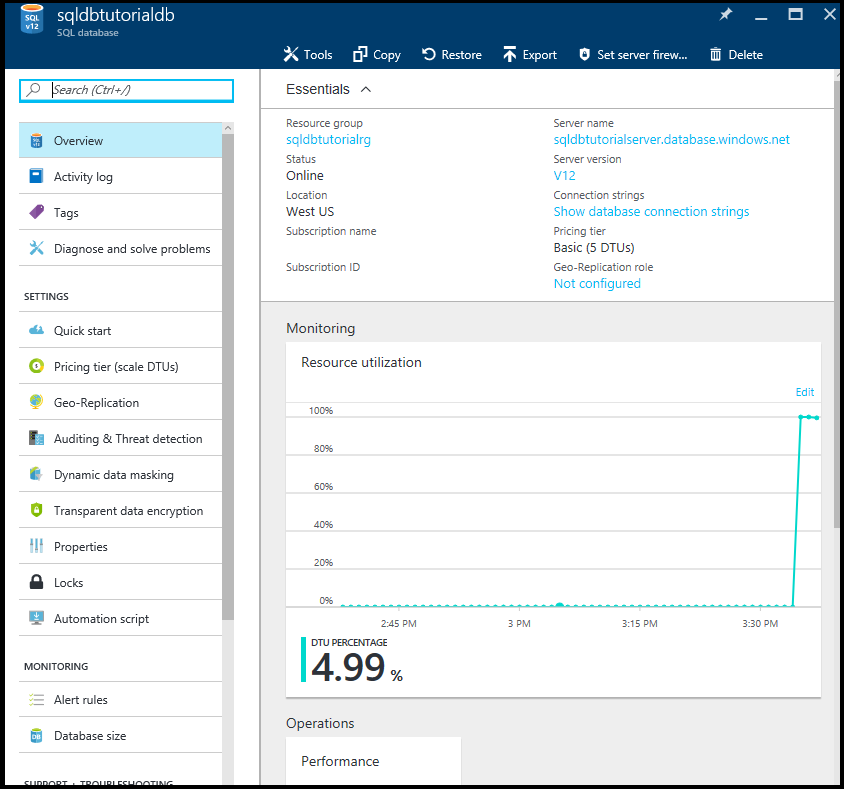 SQL
v12
sqldbtutorialdb
SQL database
Tools
Copy
Restore
Export
Set server firew...
Delete
Search (Ctrl+/)
Overview
Activity log
Tags
Diagnose and solve problems
SETTINGS
Quick start
Pricing tier (scale DTUs)
Geo-Replication
Auditing & Threat detection
Dynamic data masking
Transparent data encryption
Properties
Locks
Automation script
MONITORING
Alert rules
Database size
SUPPORT + TROUBLESHOOTING
Essentials
Resource group
sqldbtutorialrg
Status
Online
Location
West US
Subscription name
Subscription ID
Server name
sqldbtutorialserver.database.windows.net
Server version
V12
Connection strings
Show database connection strings
Pricing tier
Basic (5 DTUs)
Geo-Replication role
Not configured
Monitoring
Resource utilization
Edit
100%
80%
60%
40%
20%
0%
2:45 PM 3 PM 3:15 PM 3:30 PM
DTU PERCENTAGE
4.99 %
Operations
Performance